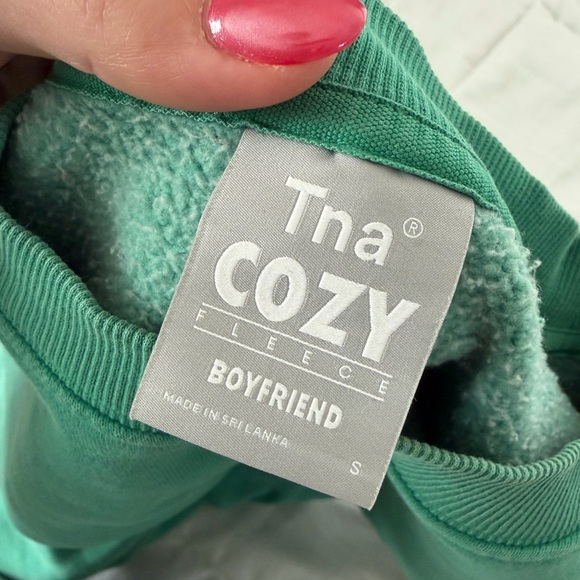 Tna®
COZY
FLEECE
BOYFRIEND
MADE IN SRI LANKA
S